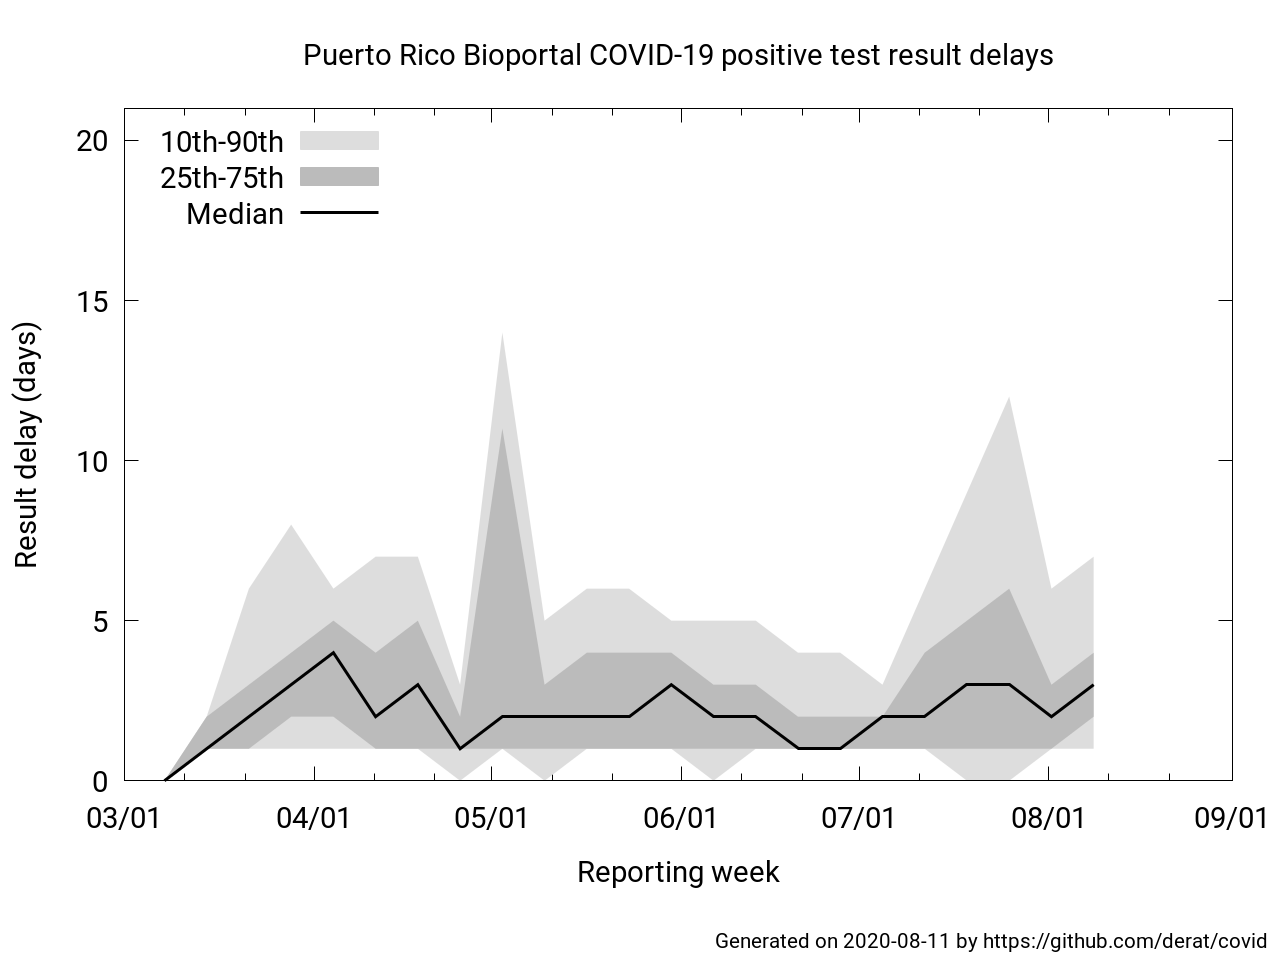 Puerto Rico Bioportal COVID-19 positive test result delays
10th-90th
25th-75th
Median
20
15
10
5
0
Result delay (days)
03/01 04/01 05/01 06/01 07/01 08/01 09/01
Reporting week
Generated on 2020-08-11 by https://github.com/derat/covid